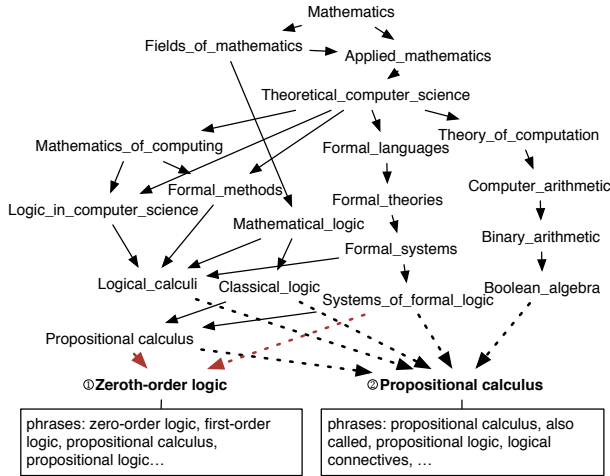 Mathematics
Fields_of_mathematics
Applied_mathematics
Theoretical_computer_science
Mathematics_of_computing
Formal_languages
Theory_of_computation
Formal_methods
Computer_arithmetic
Logic_in_computer_science
Formal_theories
Mathematical_logic
Binary_arithmetic
Formal_systems
Logical_calculi
Classical_logic
Boolean_algebra
Systems_of_formal_logic
Propositional calculus
①Zeroth-order logic
②Propositional calculus
phrases: zero-order logic, first-order
logic, propositional calculus,
propositional logic…
phrases: propositional calculus, also
called, propositional logic, logical
connectives, …